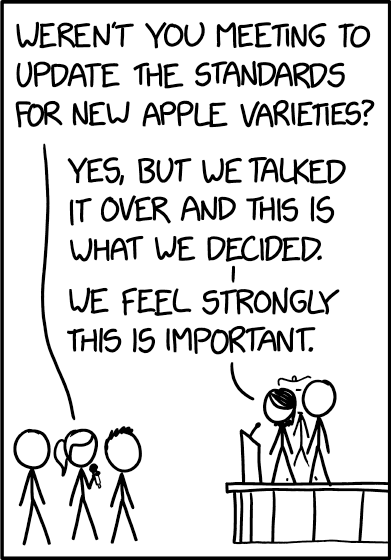 WEREN'T YOU MEETING TO
UPDATE THE STANDARDS
FOR NEW APPLE VARIETIES?
YES, BUT WE TALKED
IT OVER AND THIS IS
WHAT WE DECIDED.
WE FEEL STRONGLY
THIS IS IMPORTANT.